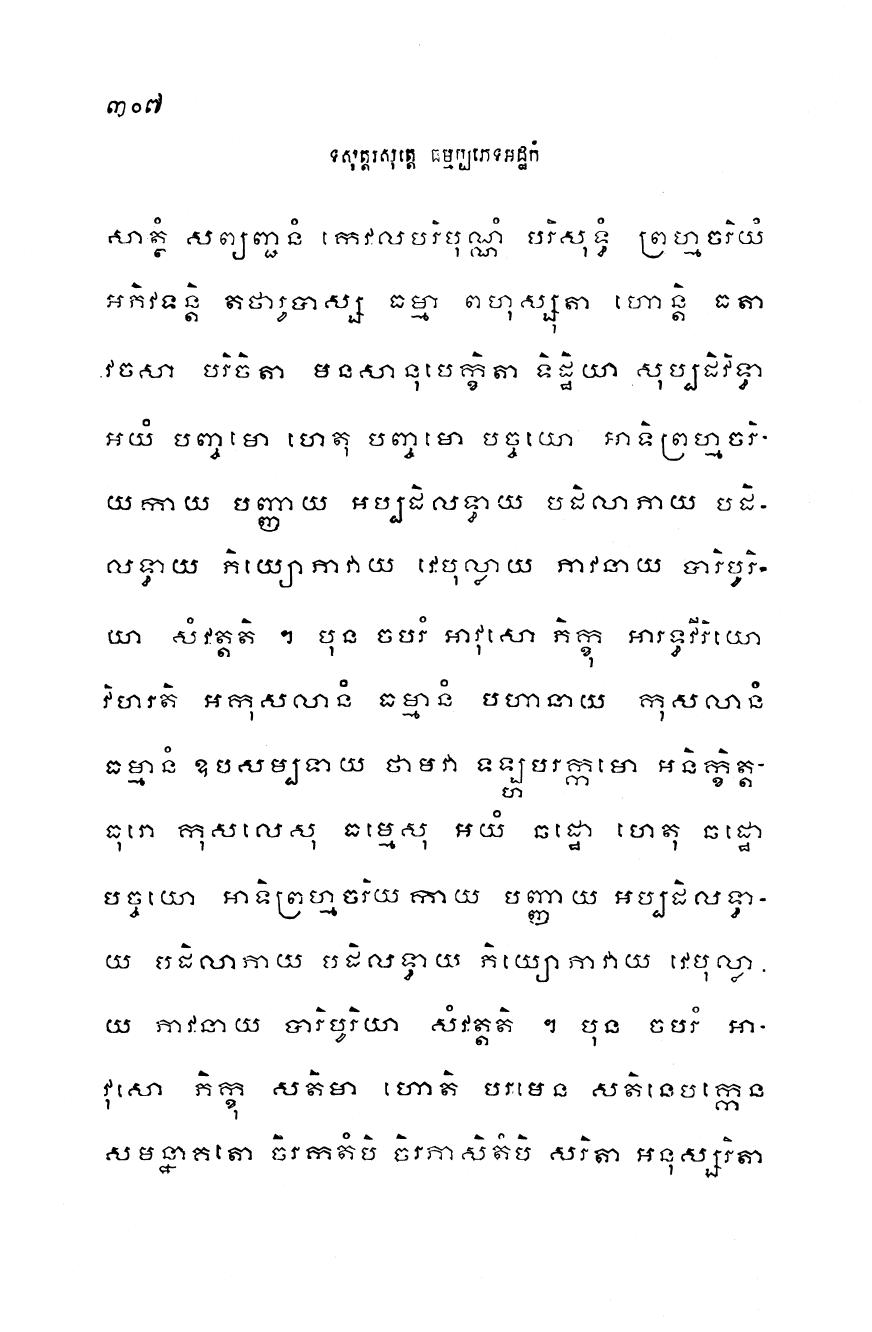 ៣០៧
ទសុត្តរសុត្តេ ធម្មប្បភេទអដ្ឋកំ
សាត្ថំ សព្យញ្ជនំ កេវលបរិបុណ្ណំ បរិសុទ្ធំ ព្រហ្មចរិយំ
អភិវទន្តិ តថារូបាស្ស ធម្មា ពហុស្សុតា ហោន្តិ ធតា
វចសា បរិចិតា មនសានុបេក្ខិតា ទិដ្ឋិយា សុប្បដិវិទ្ធា
អយំ បញ្ចមោ ហេតុ បញ្ចមោ បច្ចយោ អាទិព្រហ្មចរិ-
យកាយ បញ្ញាយ អប្បដិលទ្ធាយ បដិលាភាយ បដិ-
លទ្ធាយ ភិយ្យោភាវាយ វេបុល្លាយ ភាវនាយ បារិបូរិ-
យា សំវត្តតិ ។ បុន ចបរំ អាវុសោ ភិក្ខុ អារទ្ធវីរិយោ
វិហរតិ អកុសលានំ ធម្មានំ បហានាយ កុសលានំ
ធម្មានំ ឧបសម្បទាយ ថាមវា ទឡ្ហបរក្កមោ អនិក្ខិត្ត-
ធុរោ កុសលេសុ ធម្មេសុ អយំ ឆដ្ឋោ ហេតុ ឆដ្ឋោ
បច្ចយោ អាទិព្រហ្មចរិយកាយ បញ្ញាយ អប្បដិលទ្ធា-
យ បដិលាភាយ បដិលទ្ធាយ ភិយ្យោភាវាយ វេបុល្លា-
យ ភាវនាយ បារិបូរិយា សំវត្តតិ ។ បុន ចបរំ អា-
វុសោ ភិក្ខុ សតិមា ហោតិ បរមេន សតិនេបក្កេន
សមន្នាគតោ ចិរកតំបិ ចិរភាសិតំបិ សរិតា អនុស្សរិតា